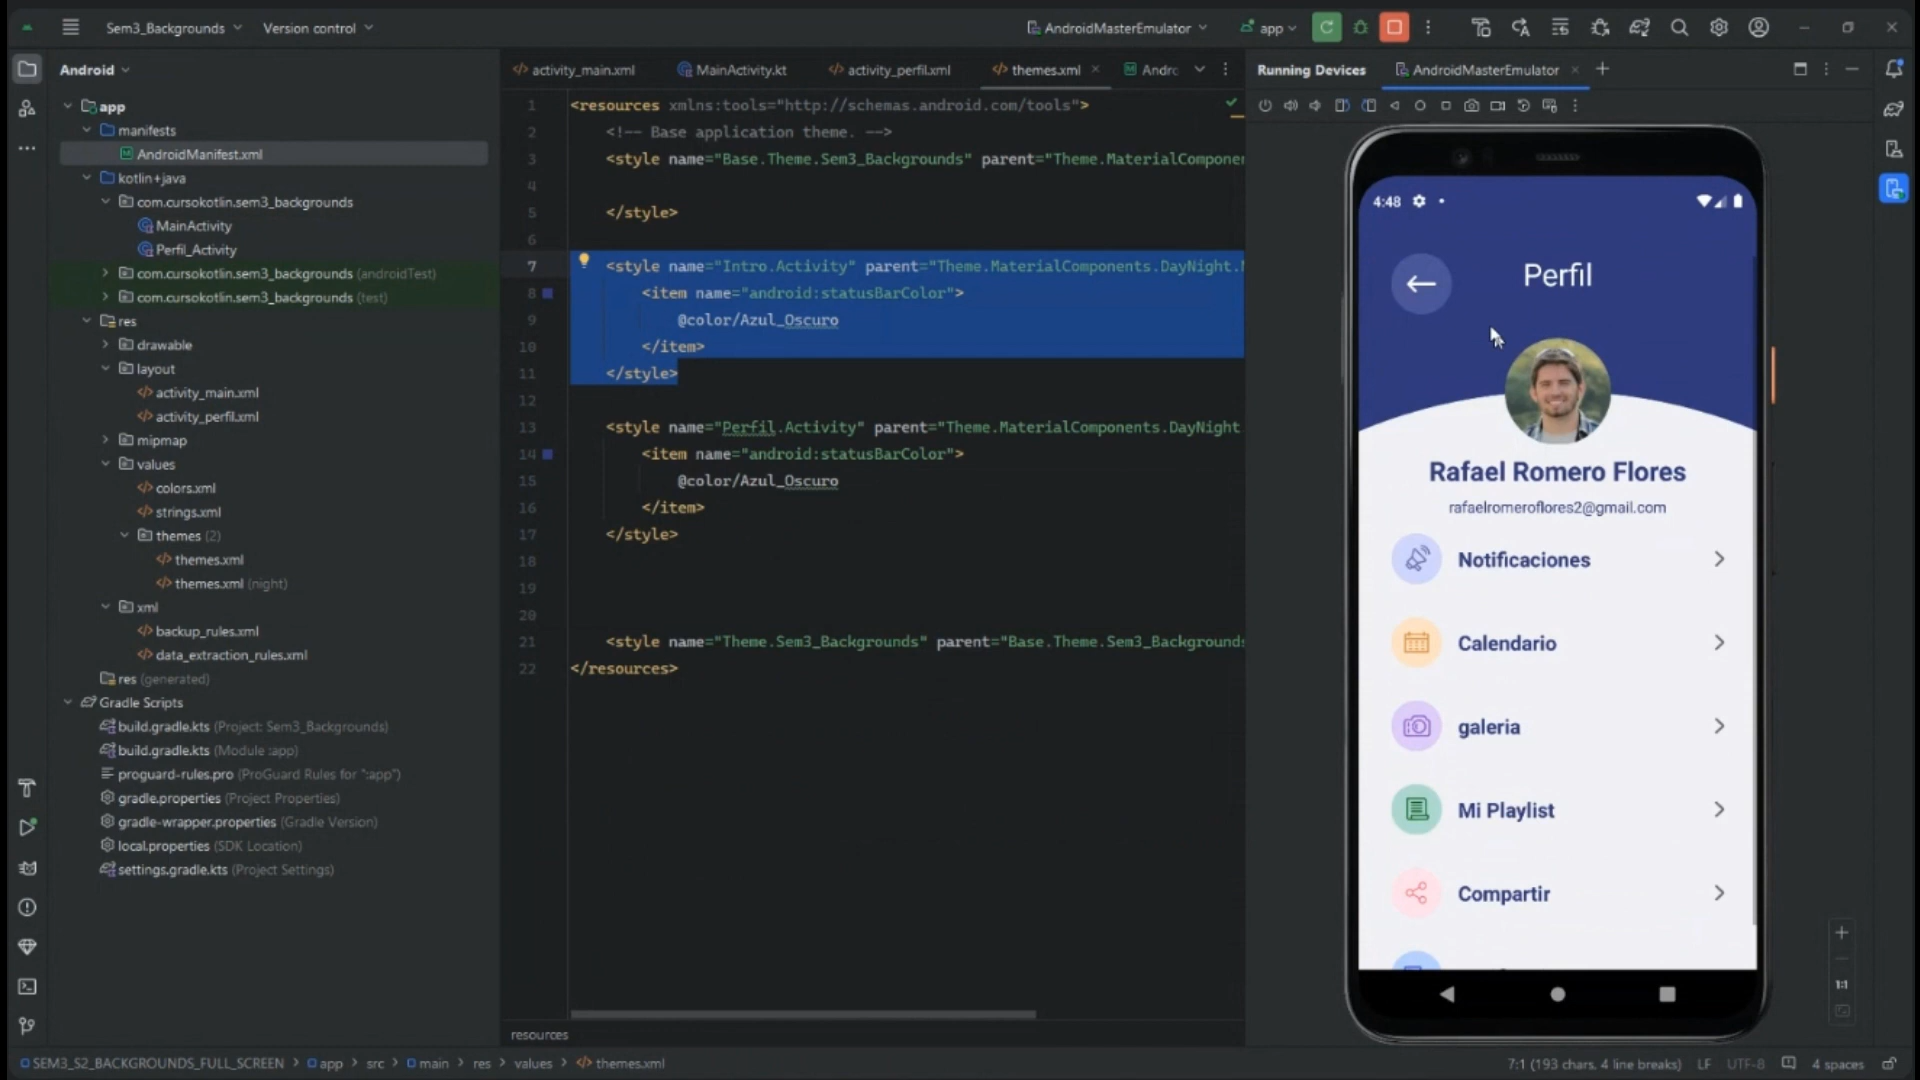 Sem3_Backgrounds
Version control
AndroidMasterEmulator
app
Android
app
manifests
AndroidManifest.xml
kotlin+java
com.cursokotlin.sem3_backgrounds
MainActivity
Perfil_Activity
com.cursokotlin.sem3_backgrounds (androidTest)
com.cursokotlin.sem3_backgrounds (test)
res
drawable
layout
activity_main.xml
activity_perfil.xml
mipmap
values
colors.xml
strings.xml
themes (2)
themes.xml
themes.xml (night)
xml
backup_rules.xml
data_extraction_rules.xml
res (generated)
Gradle Scripts
build.gradle.kts (Project: Sem3_Backgrounds)
build.gradle.kts (Module :app)
proguard-rules.pro (ProGuard Rules for ":app")
gradle.properties (Project Properties)
gradle-wrapper.properties (Gradle Version)
local.properties (SDK Location)
settings.gradle.kts (Project Settings)
activity_main.xml
MainActivity.kt
activity_perfil.xml
themes.xml
Andrc
1 <resources xmlns:tools="http://schemas.android.com/tools">
2 <!-- Base application theme. -->
3 <style name="Base.Theme.Sem3_Backgrounds" parent="Theme.MaterialComponen
4
5 </style>
6
7 <style name="Intro.Activity" parent="Theme.MaterialComponents.DayNight.
8 <item name="android:statusBarColor">
9 @color/Azul_Oscuro
10 </item>
11 </style>
12
13 <style name="Perfil.Activity" parent="Theme.MaterialComponents.DayNight
14 <item name="android:statusBarColor">
15 @color/Azul_Oscuro
16 </item>
17 </style>
18
19
20
21 <style name="Theme.Sem3_Backgrounds" parent="Base.Theme.Sem3_Backgrounds
22 </resources>
resources
Running Devices
AndroidMasterEmulator
4:48
Perfil
Rafael Romero Flores
rafaelromeroflores2@gmail.com
Notificaciones
Calendario
galeria
Mi Playlist
Compartir
1:1
SEM3_S2_BACKGROUNDS_FULL_SCREEN > app > src > main > res > values > themes.xml
7:1 (193 chars, 4 line breaks)
LF
UTF-8
4 spaces